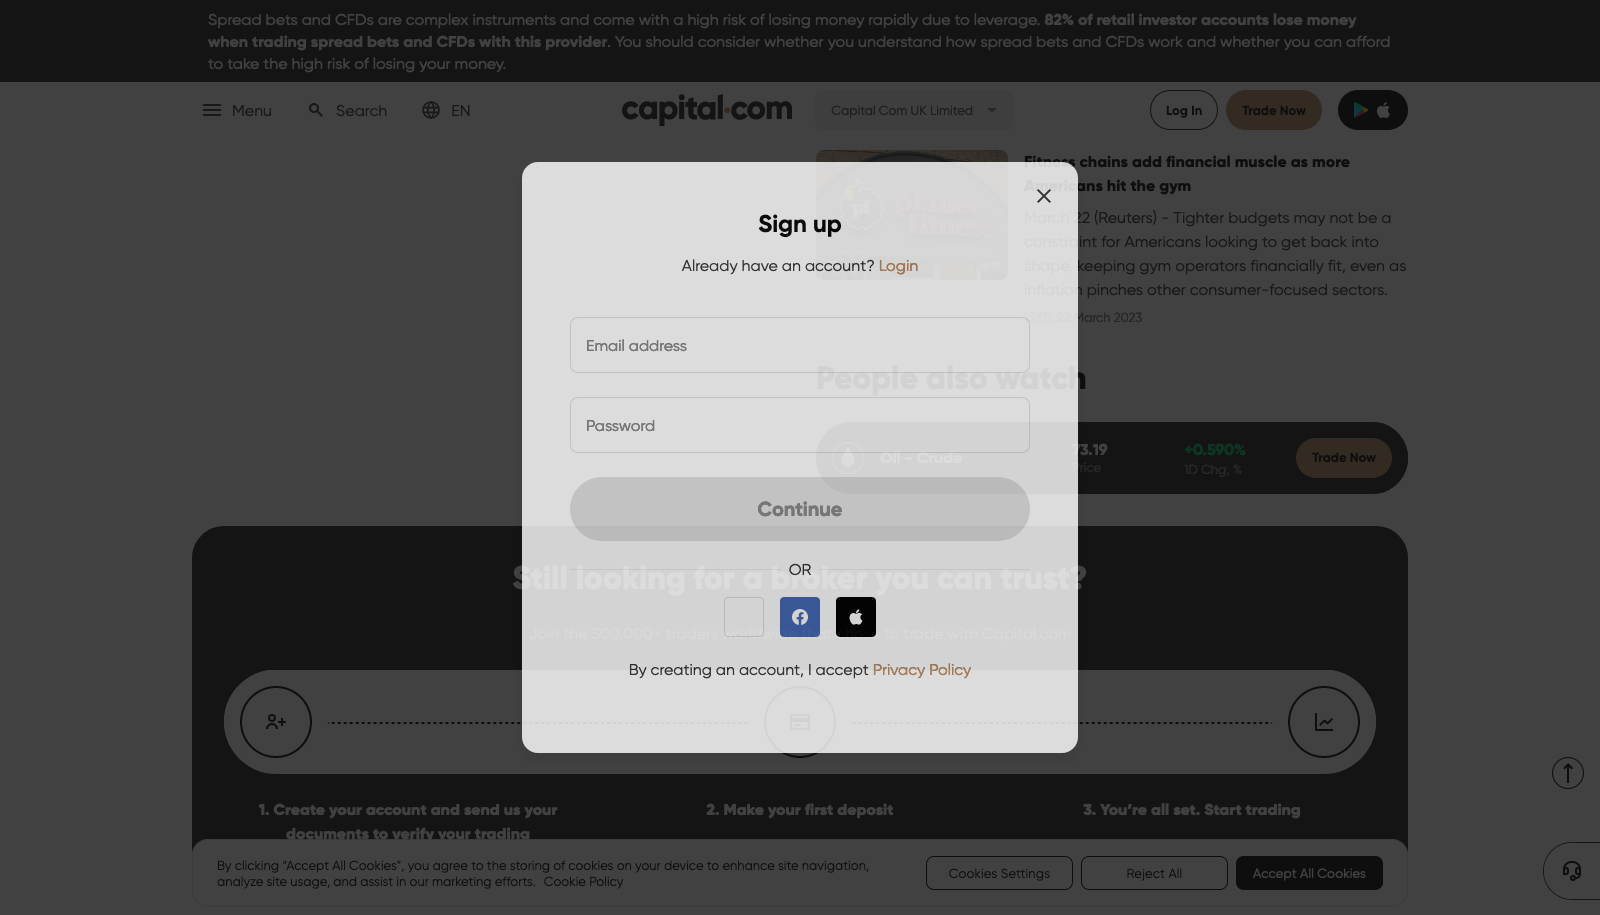 Spread bets and CFDs are complex instruments and come with a high risk of losing money rapidly due to leverage. 82% of retail investor accounts lose money
when trading spread bets and CFDs with this provider. You should consider whether you understand how spread bets and CFDs work and whether you can afford
to take the high risk of losing your money.
Menu
Search
EN
capital.com
Capital Com UK Limited
Log In
Trade Now
Fitness chains add financial muscle as more
Americans hit the gym
March 22 (Reuters) - Tighter budgets may not be a
constraint for Americans looking to get back into
shape, keeping gym operators financially fit, even as
inflation pinches other consumer-focused sectors.
22 March 2023
Sign up
Already have an account? Login
Email address
Password
Continue
OR
By creating an account, I accept Privacy Policy
People also watch
Oil - Crude
73.19
Price
+0.590%
1D Chg, %
Trade Now
Still looking for a broker you can trust?
Join the 500.000+ traders to trade with Capital.com
1. Create your account and send us your
documents to verify your trading
2. Make your first deposit
3. You're all set. Start trading
By clicking “Accept All Cookies”, you agree to the storing of cookies on your device to enhance site navigation,
analyze site usage, and assist in our marketing efforts. Cookie Policy
Cookies Settings
Reject All
Accept All Cookies